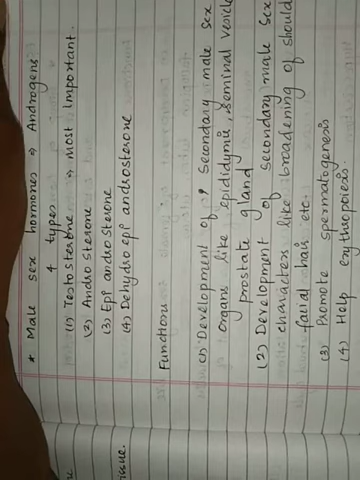 * Male sex hormones ⇒ Androgens
4 types
(1) Testosterone ⇒ Most important.
(2) Androsterone
(3) Epi androsterone
(4) Dehydro epi androsterone
Functions
(1) Development of secondary male sex
organs like epididymis, seminal vesicle
prostate gland
(2) Development of secondary male sex
characters like broadening of should
facial hair etc.
(3) Promote spermatogenesis
(4) Help erythropoiesis
issue.